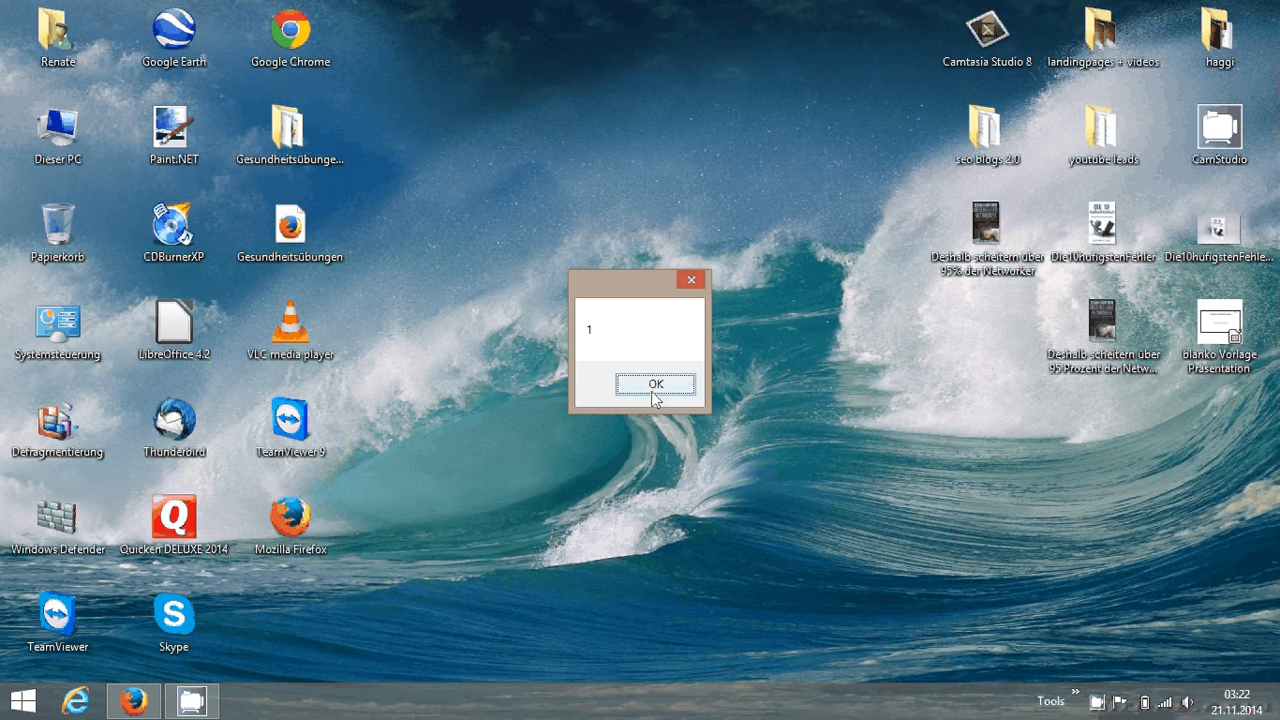 Renate
Google Earth
Google Chrome
Camtasia Studio 8
landingpages + videos
haggi
Dieser PC
Paint.NET
Gesundheitsübunge...
seo blogs 2.0
youtube leads
CamStudio
Papierkorb
CDBurnerXP
Gesundheitsübungen
Deshalb scheitern über
95% der Networker
Die10hufigstenFehler
Die10hufigstenFehle...
1
OK
Systemsteuerung
LibreOffice 4.2
VLC media player
Deshalb scheitern über
95 Prozent der Netw...
blanko Vorlage
Präsentation
Defragmentierung
Thunderbird
TeamViewer 9
Windows Defender
Quicken DELUXE 2014
Mozilla Firefox
TeamViewer
Skype
Tools
03:22
21.11.2014